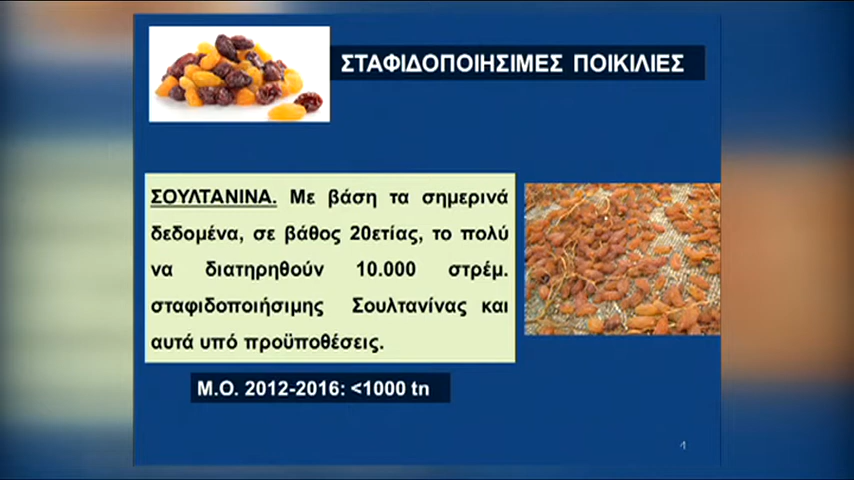 ΣΤΑΦΙΔΟΠΟΙΗΣΙΜΕΣ ΠΟΙΚΙΛΙΕΣ
ΣΟΥΛΤΑΝΙΝΑ. Με βάση τα σημερινά
δεδομένα, σε βάθος 20ετίας, το πολύ
να διατηρηθούν 10.000 στρέμ.
σταφιδοποιήσιμης Σουλτανίνας και
αυτά υπό προϋποθέσεις.
Μ.Ο. 2012-2016: <1000 tn